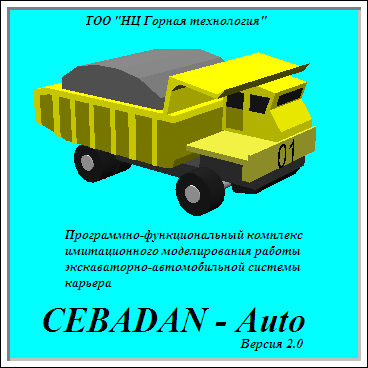 ТОО "НЦ Горная технология"
01
Программно-функциональный комплекс
имитационного моделирования работы
экскаваторно-автомобильной системы
карьера
CEBADAN - Auto
Версия 2.0